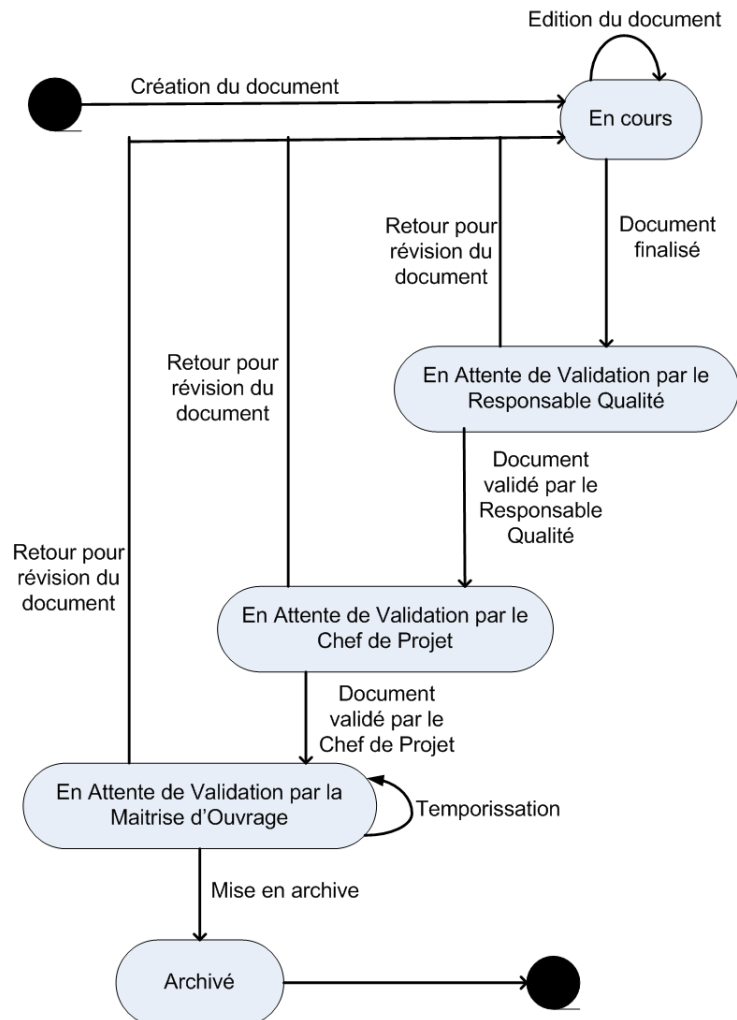 Edition du document
Création du document
En cours
Retour pour
révision du
document
Document
finalisé
En Attente de Validation par le
Responsable Qualité
Retour pour
révision du
document
Document
validé par le
Responsable
Qualité
Retour pour
révision du
document
En Attente de Validation par le
Chef de Projet
Document
validé par le
Chef de Projet
En Attente de Validation par la
Maitrise d'Ouvrage
Temporissation
Mise en archive
Archivé